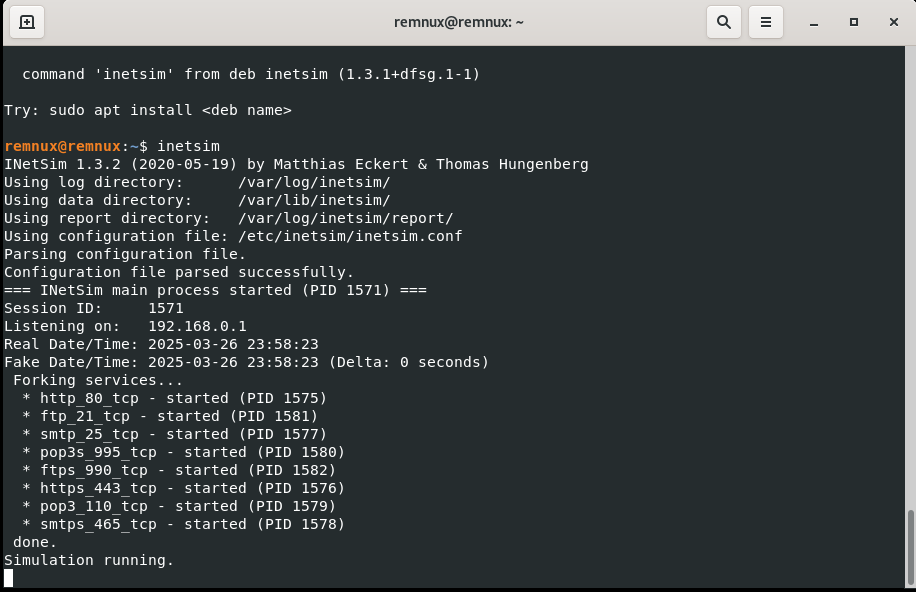 remnux@remnux: ~
command 'inetsim' from deb inetsim (1.3.1+dfsg.1-1)
Try: sudo apt install <deb name>
remnux@remnux:~$ inetsim
INetSim 1.3.2 (2020-05-19) by Matthias Eckert & Thomas Hungenberg
Using log directory:      /var/log/inetsim/
Using data directory:     /var/lib/inetsim/
Using report directory:   /var/log/inetsim/report/
Using configuration file: /etc/inetsim/inetsim.conf
Parsing configuration file.
Configuration file parsed successfully.
=== INetSim main process started (PID 1571) ===
Session ID:     1571
Listening on:   192.168.0.1
Real Date/Time: 2025-03-26 23:58:23
Fake Date/Time: 2025-03-26 23:58:23 (Delta: 0 seconds)
 Forking services...
  * http_80_tcp - started (PID 1575)
  * ftp_21_tcp - started (PID 1581)
  * smtp_25_tcp - started (PID 1577)
  * pop3s_995_tcp - started (PID 1580)
  * ftps_990_tcp - started (PID 1582)
  * https_443_tcp - started (PID 1576)
  * pop3_110_tcp - started (PID 1579)
  * smtps_465_tcp - started (PID 1578)
 done.
Simulation running.